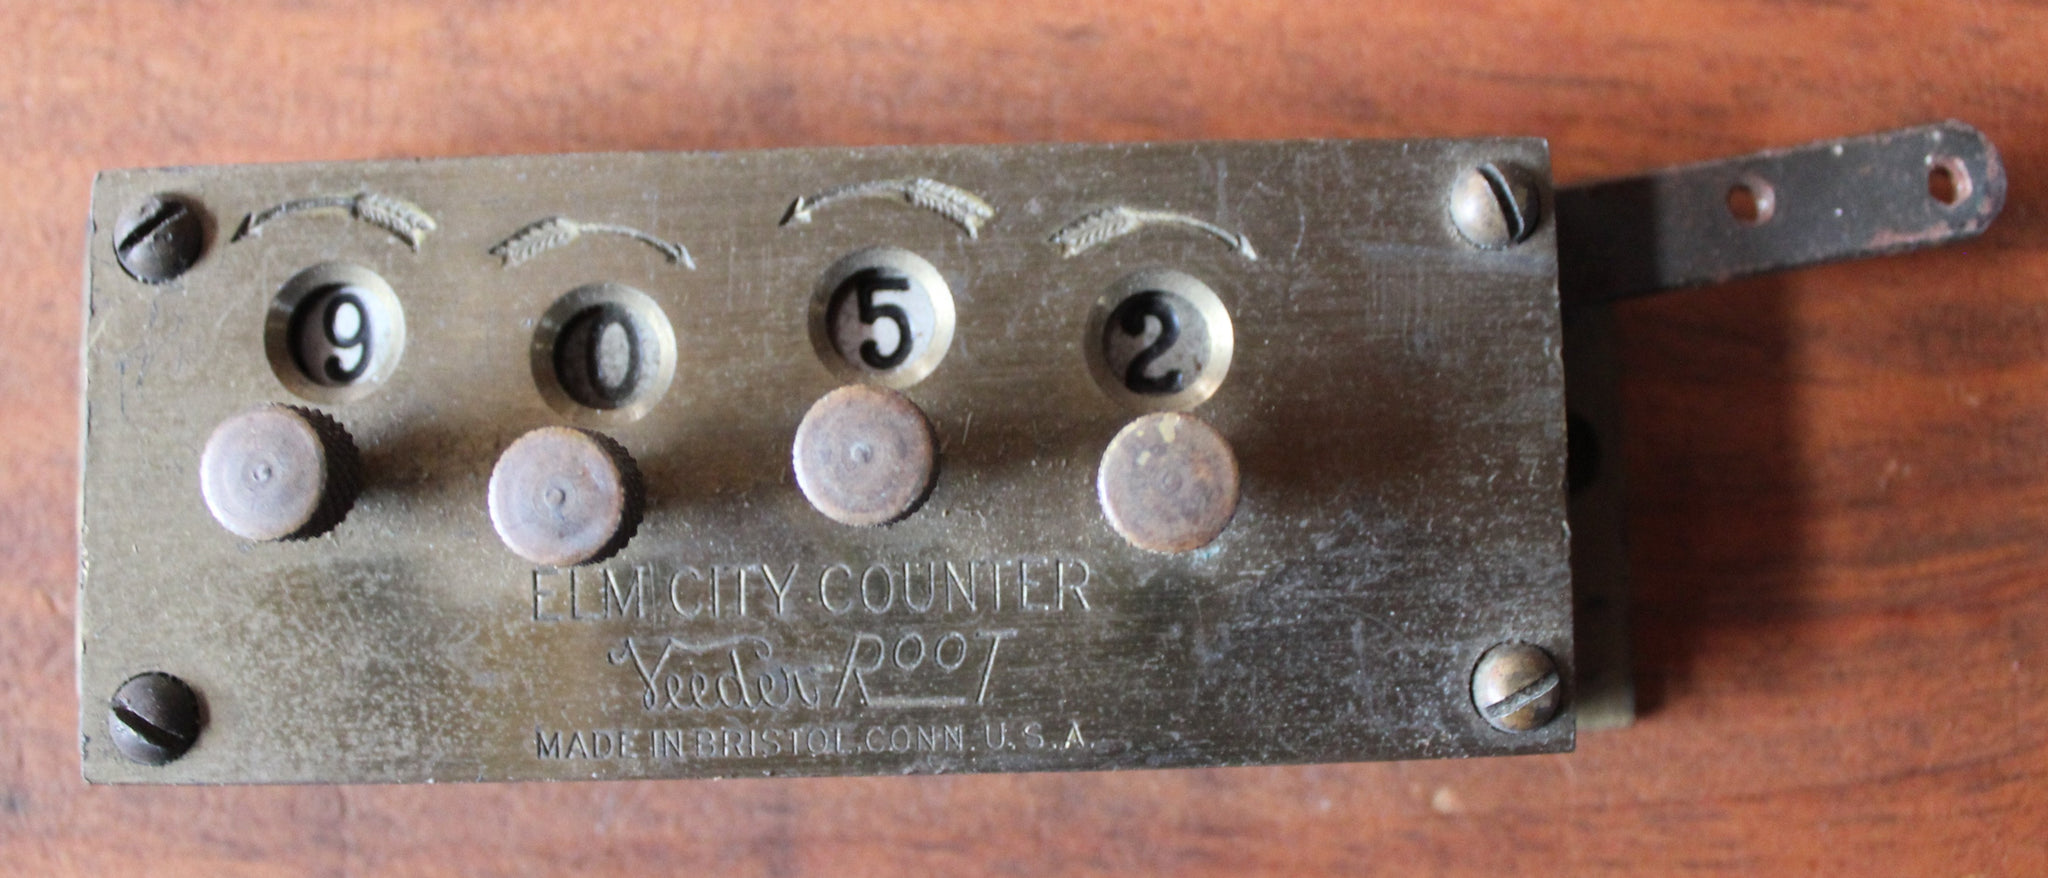 9 0 5 2
ELM CITY COUNTER
Veeder ROOT
MADE IN BRISTOL, CONN. U.S.A.